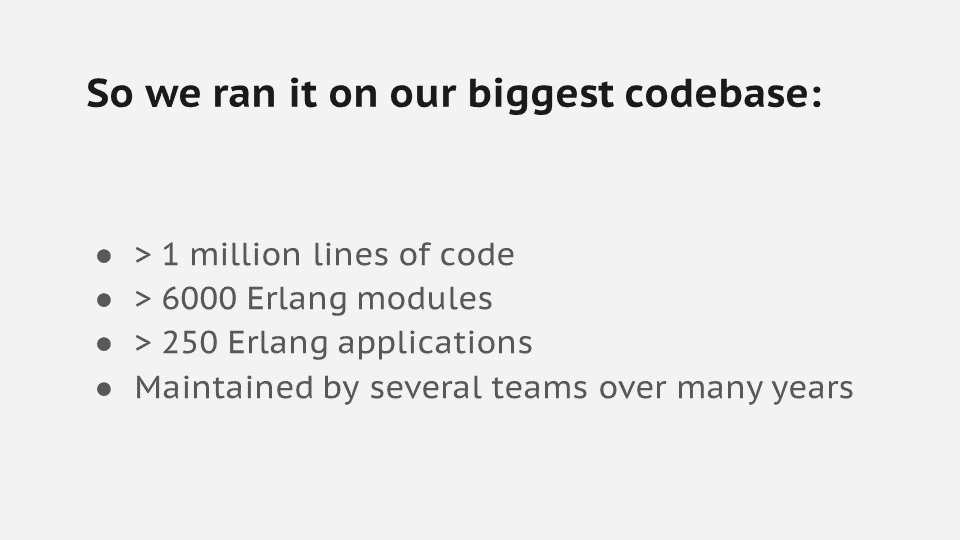 So we ran it on our biggest codebase:
● > 1 million lines of code
● > 6000 Erlang modules
● > 250 Erlang applications
● Maintained by several teams over many years